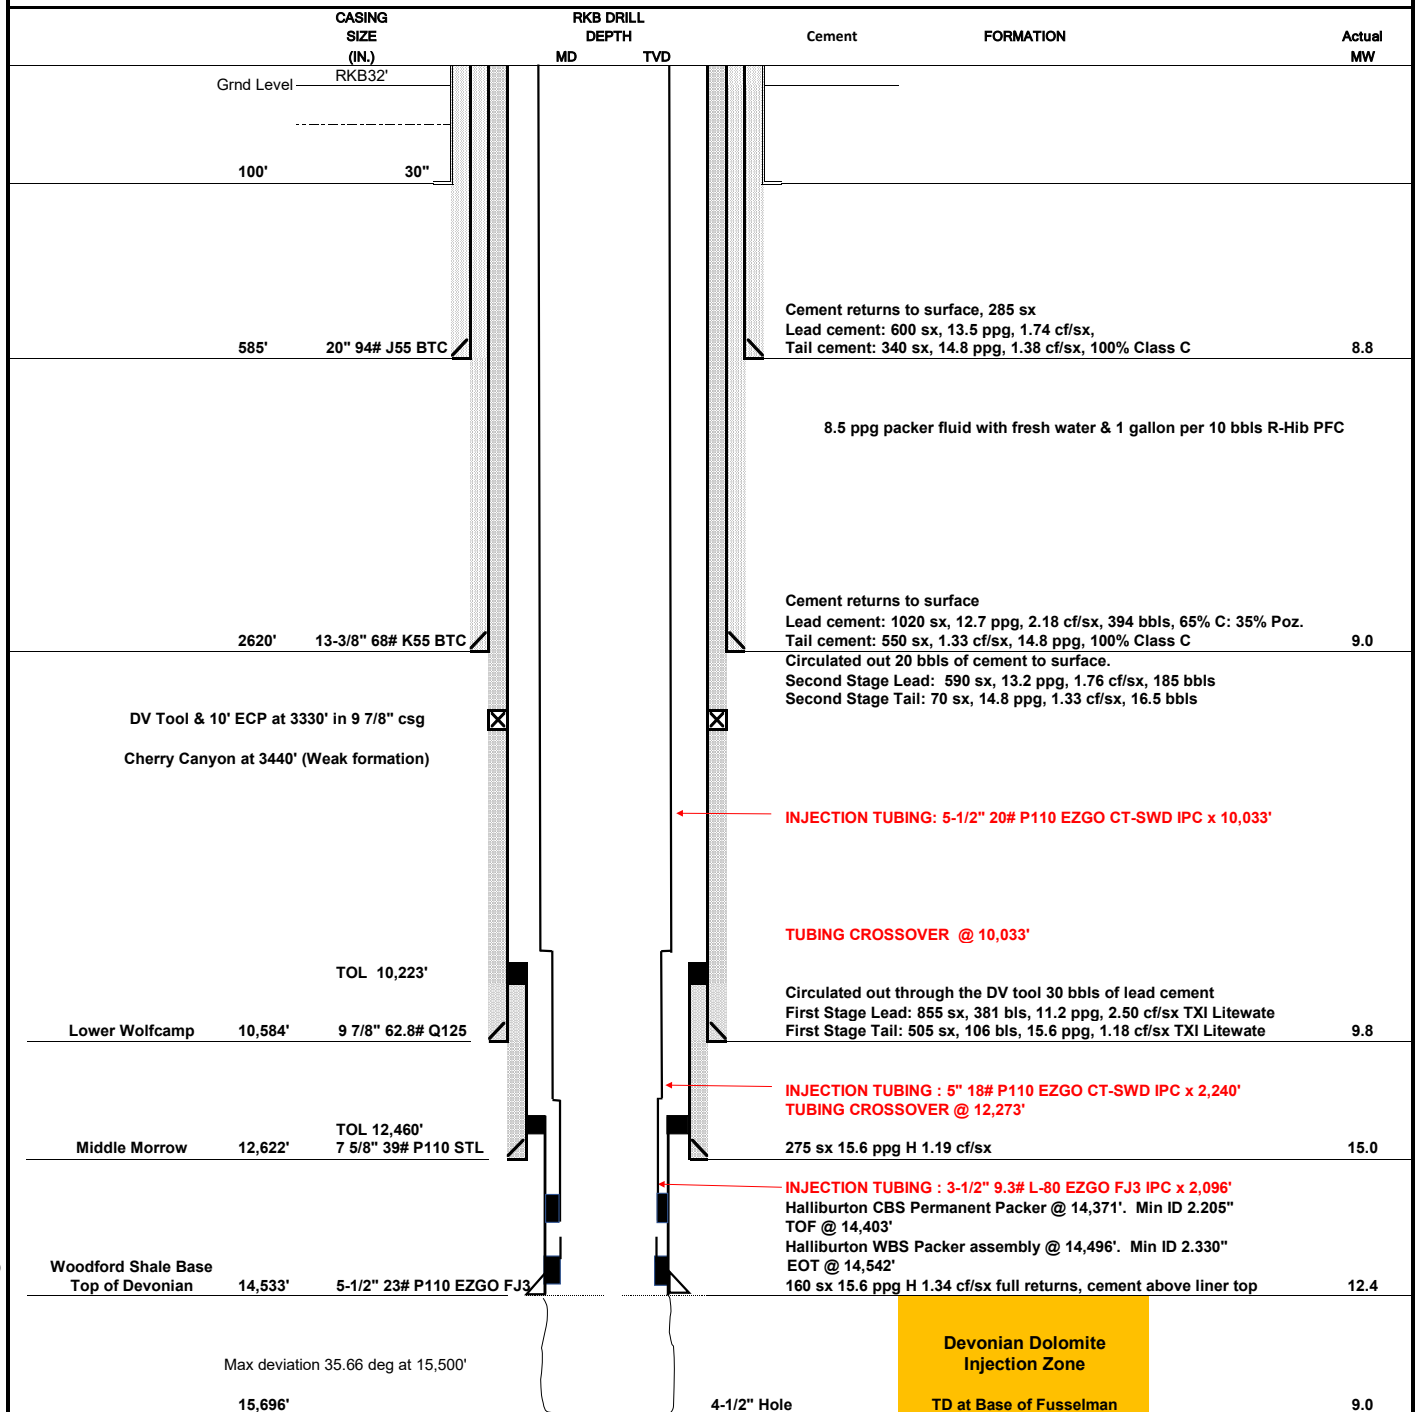 CASING SIZE (IN.)
RKB DRILL DEPTH
MD TVD
Cement
FORMATION
Actual MW
RKB32'
Grnd Level
100' 30"
Cement returns to surface, 285 sx
Lead cement: 600 sx, 13.5 ppg, 1.74 cf/sx,
585' 20" 94# J55 BTC Tail cement: 340 sx, 14.8 ppg, 1.38 cf/sx, 100% Class C 8.8
8.5 ppg packer fluid with fresh water & 1 gallon per 10 bbls R-Hib PFC
Cement returns to surface
Lead cement: 1020 sx, 12.7 ppg, 2.18 cf/sx, 394 bbls, 65% C: 35% Poz.
2620' 13-3/8" 68# K55 BTC Tail cement: 550 sx, 1.33 cf/sx, 14.8 ppg, 100% Class C 9.0
Circulated out 20 bbls of cement to surface.
Second Stage Lead: 590 sx, 13.2 ppg, 1.76 cf/sx, 185 bbls
Second Stage Tail: 70 sx, 14.8 ppg, 1.33 cf/sx, 16.5 bbls
DV Tool & 10' ECP at 3330' in 9 7/8" csg
Cherry Canyon at 3440' (Weak formation)
INJECTION TUBING: 5-1/2" 20# P110 EZGO CT-SWD IPC x 10,033'
TUBING CROSSOVER @ 10,033'
TOL 10,223'
Circulated out through the DV tool 30 bbls of lead cement
First Stage Lead: 855 sx, 381 bls, 11.2 ppg, 2.50 cf/sx TXI Litewate
Lower Wolfcamp 10,584' 9 7/8" 62.8# Q125 First Stage Tail: 505 sx, 106 bls, 15.6 ppg, 1.18 cf/sx TXI Litewate 9.8
INJECTION TUBING : 5" 18# P110 EZGO CT-SWD IPC x 2,240'
TUBING CROSSOVER @ 12,273'
TOL 12,460'
Middle Morrow 12,622' 7 5/8" 39# P110 STL 275 sx 15.6 ppg H 1.19 cf/sx 15.0
INJECTION TUBING : 3-1/2" 9.3# L-80 EZGO FJ3 IPC x 2,096'
Halliburton CBS Permanent Packer @ 14,371'. Min ID 2.205"
TOF @ 14,403'
Halliburton WBS Packer assembly @ 14,496'. Min ID 2.330"
Woodford Shale Base EOT @ 14,542'
Top of Devonian 14,533' 5-1/2" 23# P110 EZGO FJ3 160 sx 15.6 ppg H 1.34 cf/sx full returns, cement above liner top 12.4
Devonian Dolomite
Injection Zone
Max deviation 35.66 deg at 15,500'
15,696' 4-1/2" Hole TD at Base of Fusselman 9.0